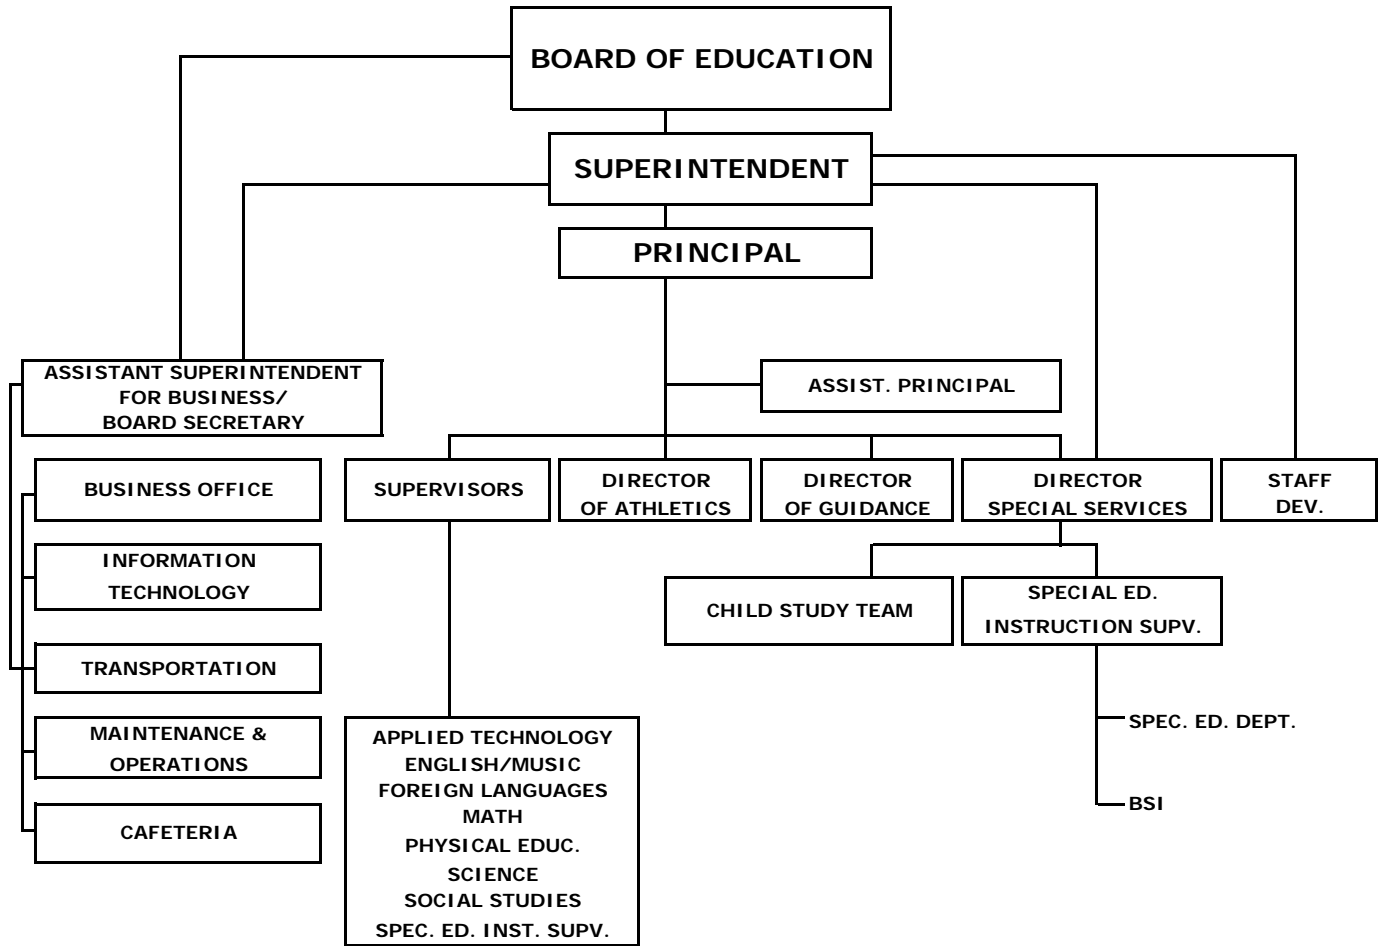 BOARD OF EDUCATION
SUPERINTENDENT
PRINCIPAL
ASSISTANT SUPERINTENDENT
FOR BUSINESS/
BOARD SECRETARY
ASSIST. PRINCIPAL
BUSINESS OFFICE
SUPERVISORS
DIRECTOR
OF ATHLETICS
DIRECTOR
OF GUIDANCE
DIRECTOR
SPECIAL SERVICES
STAFF
DEV.
INFORMATION
TECHNOLOGY
CHILD STUDY TEAM
SPECIAL ED.
INSTRUCTION SUPV.
TRANSPORTATION
MAINTENANCE &
OPERATIONS
CAFETERIA
APPLIED TECHNOLOGY
ENGLISH/MUSIC
FOREIGN LANGUAGES
MATH
PHYSICAL EDUC.
SCIENCE
SOCIAL STUDIES
SPEC. ED. INST. SUPV.
SPEC. ED. DEPT.
BSI